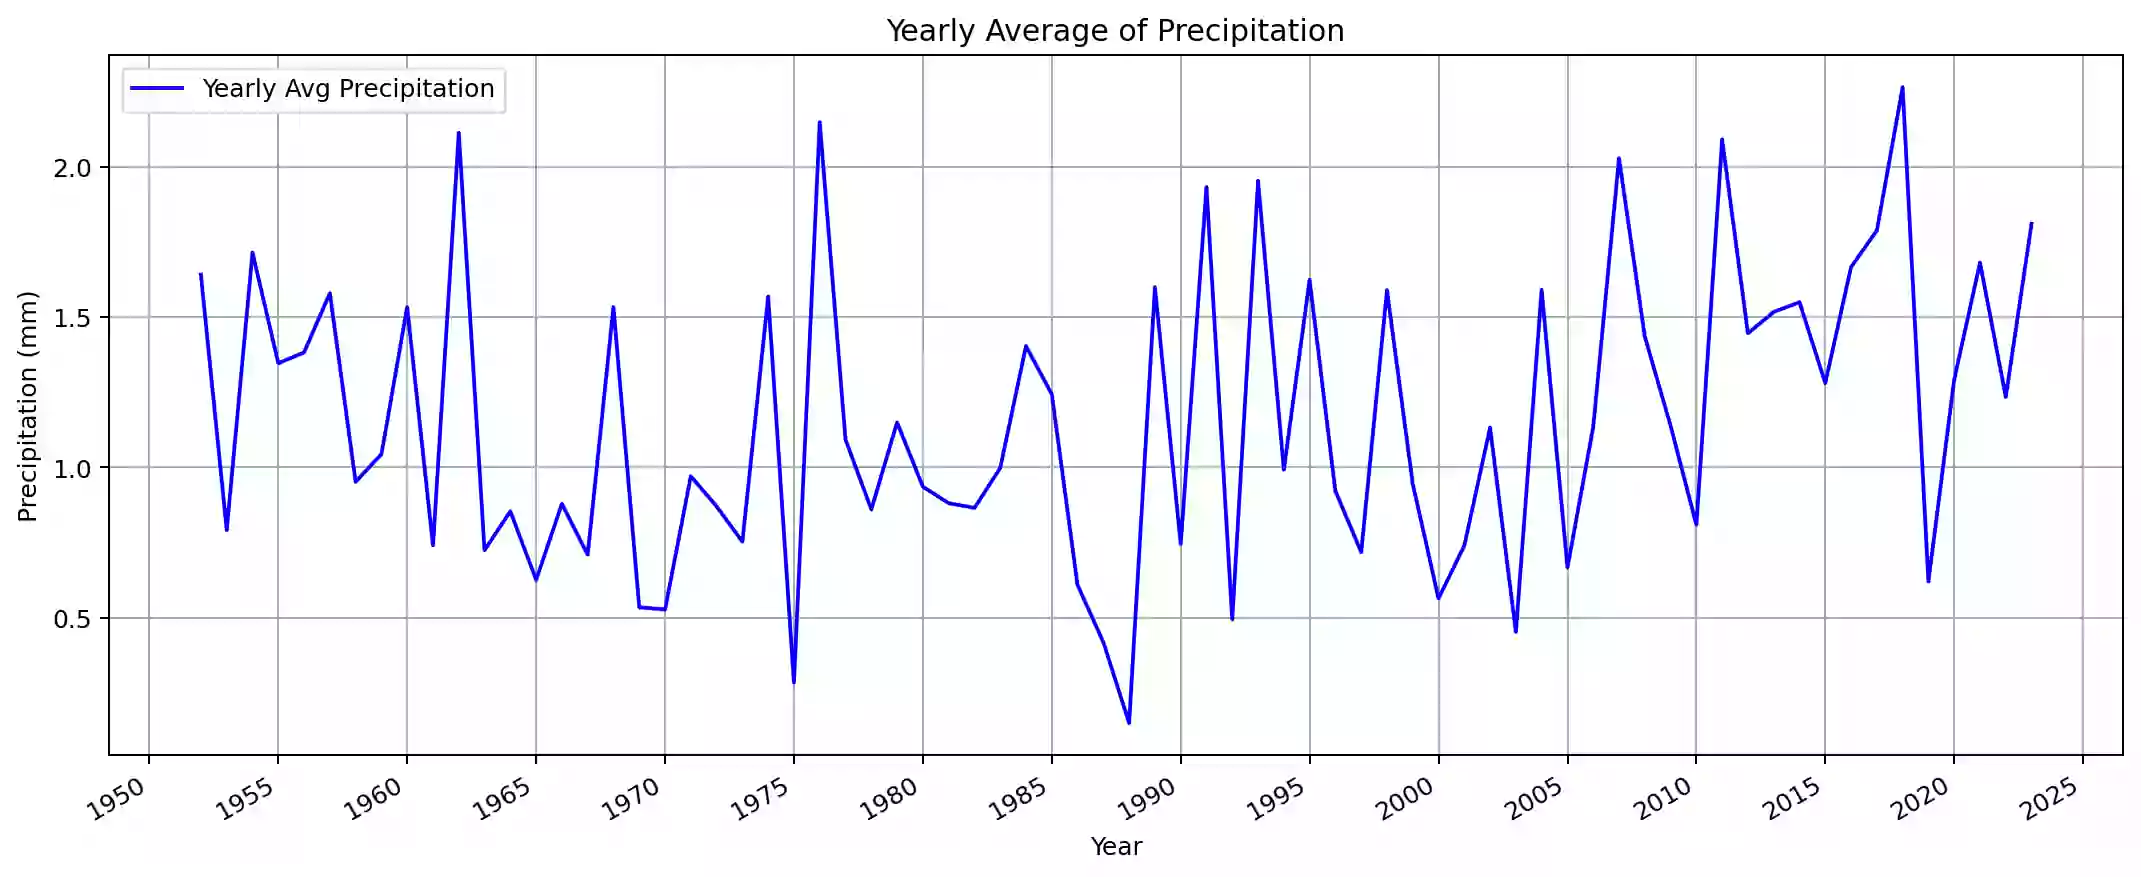 Yearly Average of Precipitation
Yearly Avg Precipitation
Precipitation (mm)
2.0
1.5
1.0
0.5
1950 1955 1960 1965 1970 1975 1980 1985 1990 1995 2000 2005 2010 2015 2020 2025
Year